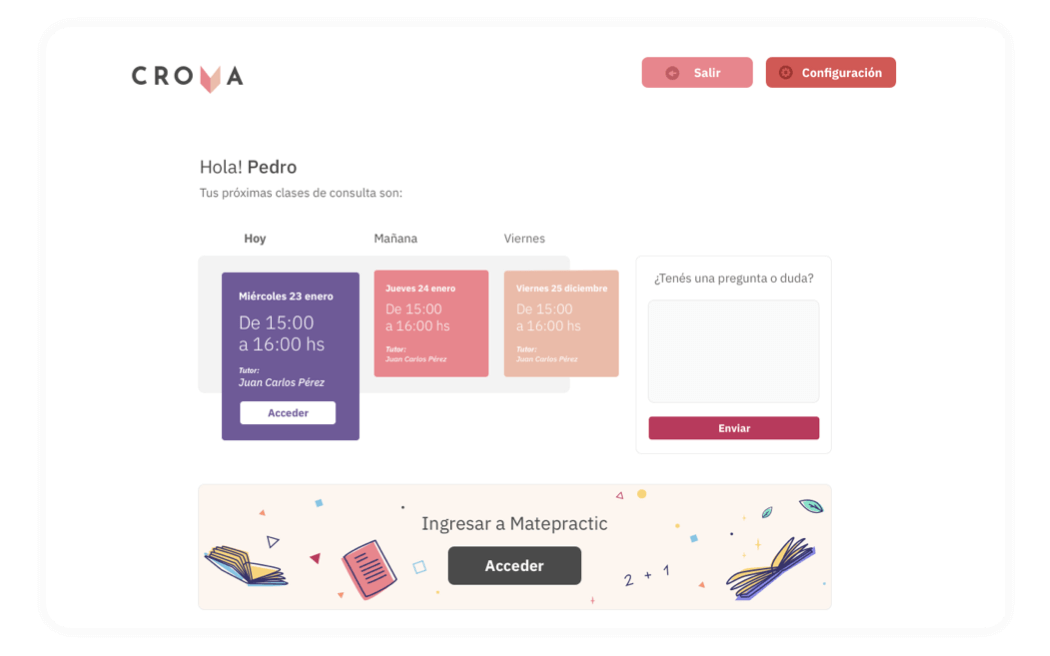 CROVA
Salir
Configuración
Hola! Pedro
Tus próximas clases de consulta son:
Hoy
Mañana
Viernes
Miércoles 23 enero
De 15:00
a 16:00 hs
Tutor:
Juan Carlos Pérez
Acceder
Jueves 24 enero
De 15:00
a 16:00 hs
Tutor:
Juan Carlos Pérez
Viernes 25 diciembre
De 15:00
a 16:00 hs
Tutor:
Juan Carlos Pérez
¿Tenés una pregunta o duda?
Enviar
Ingresar a Matepractic
Acceder
2 + 1